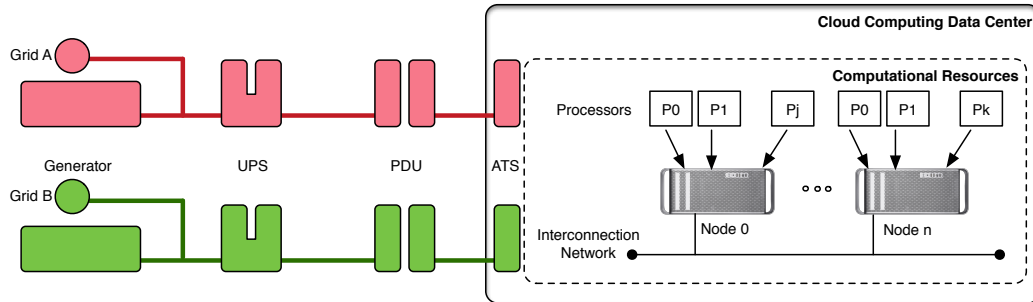 Cloud Computing Data Center
Grid A
Computational Resources
Processors
P0
P1
Pj
P0
P1
Pk
Generator
UPS
PDU
ATS
Grid B
Node 0
Node n
Interconnection
Network